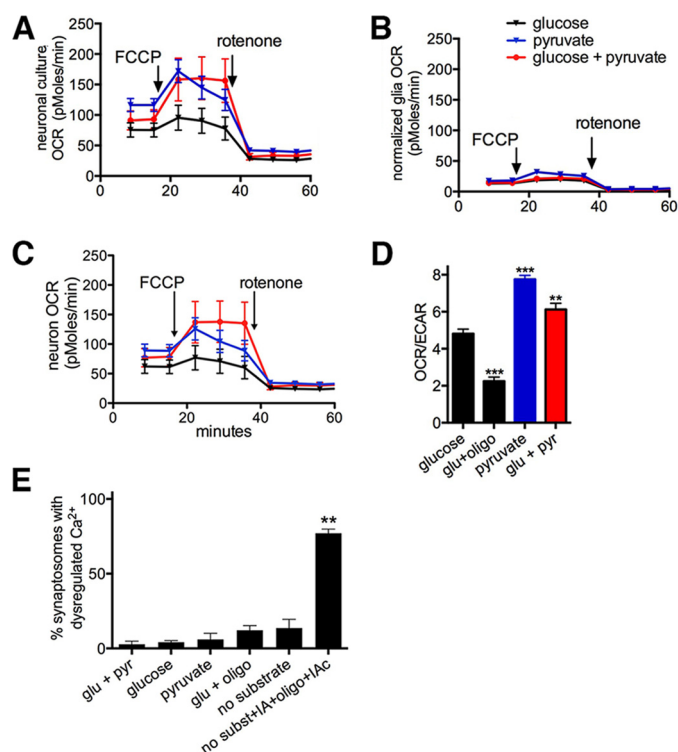 A
neuronal culture
OCR (pMoles/min)
250
200
150
100
50
0
FCCP
rotenone
0
20
40
60
B
normalized glia OCR
(pMoles/min)
250
200
150
100
50
0
glucose
pyruvate
glucose + pyruvate
FCCP
rotenone
0
20
40
60
C
neuron OCR
(pMoles/min)
250
200
150
100
50
0
FCCP
rotenone
0
20
40
60
minutes
D
OCR/ECAR
8
6
4
2
0
***
***
**
glucose
glu+oligo
pyruvate
glu + pyr
E
% synaptosomes with
dysregulated Ca²⁺
100
50
0
**
glu + pyr
glucose
pyruvate
glu + oligo
no substrate
no subst+IA+oligo+IAc